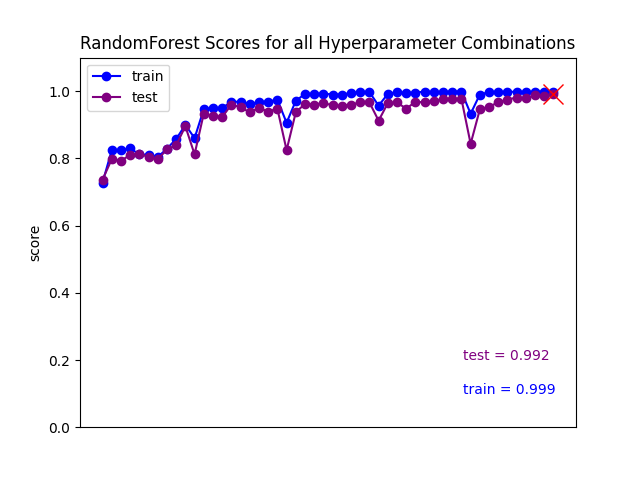 RandomForest Scores for all Hyperparameter Combinations
train
test
score
1.0
0.8
0.6
0.4
0.2
0.0
test = 0.992
train = 0.999